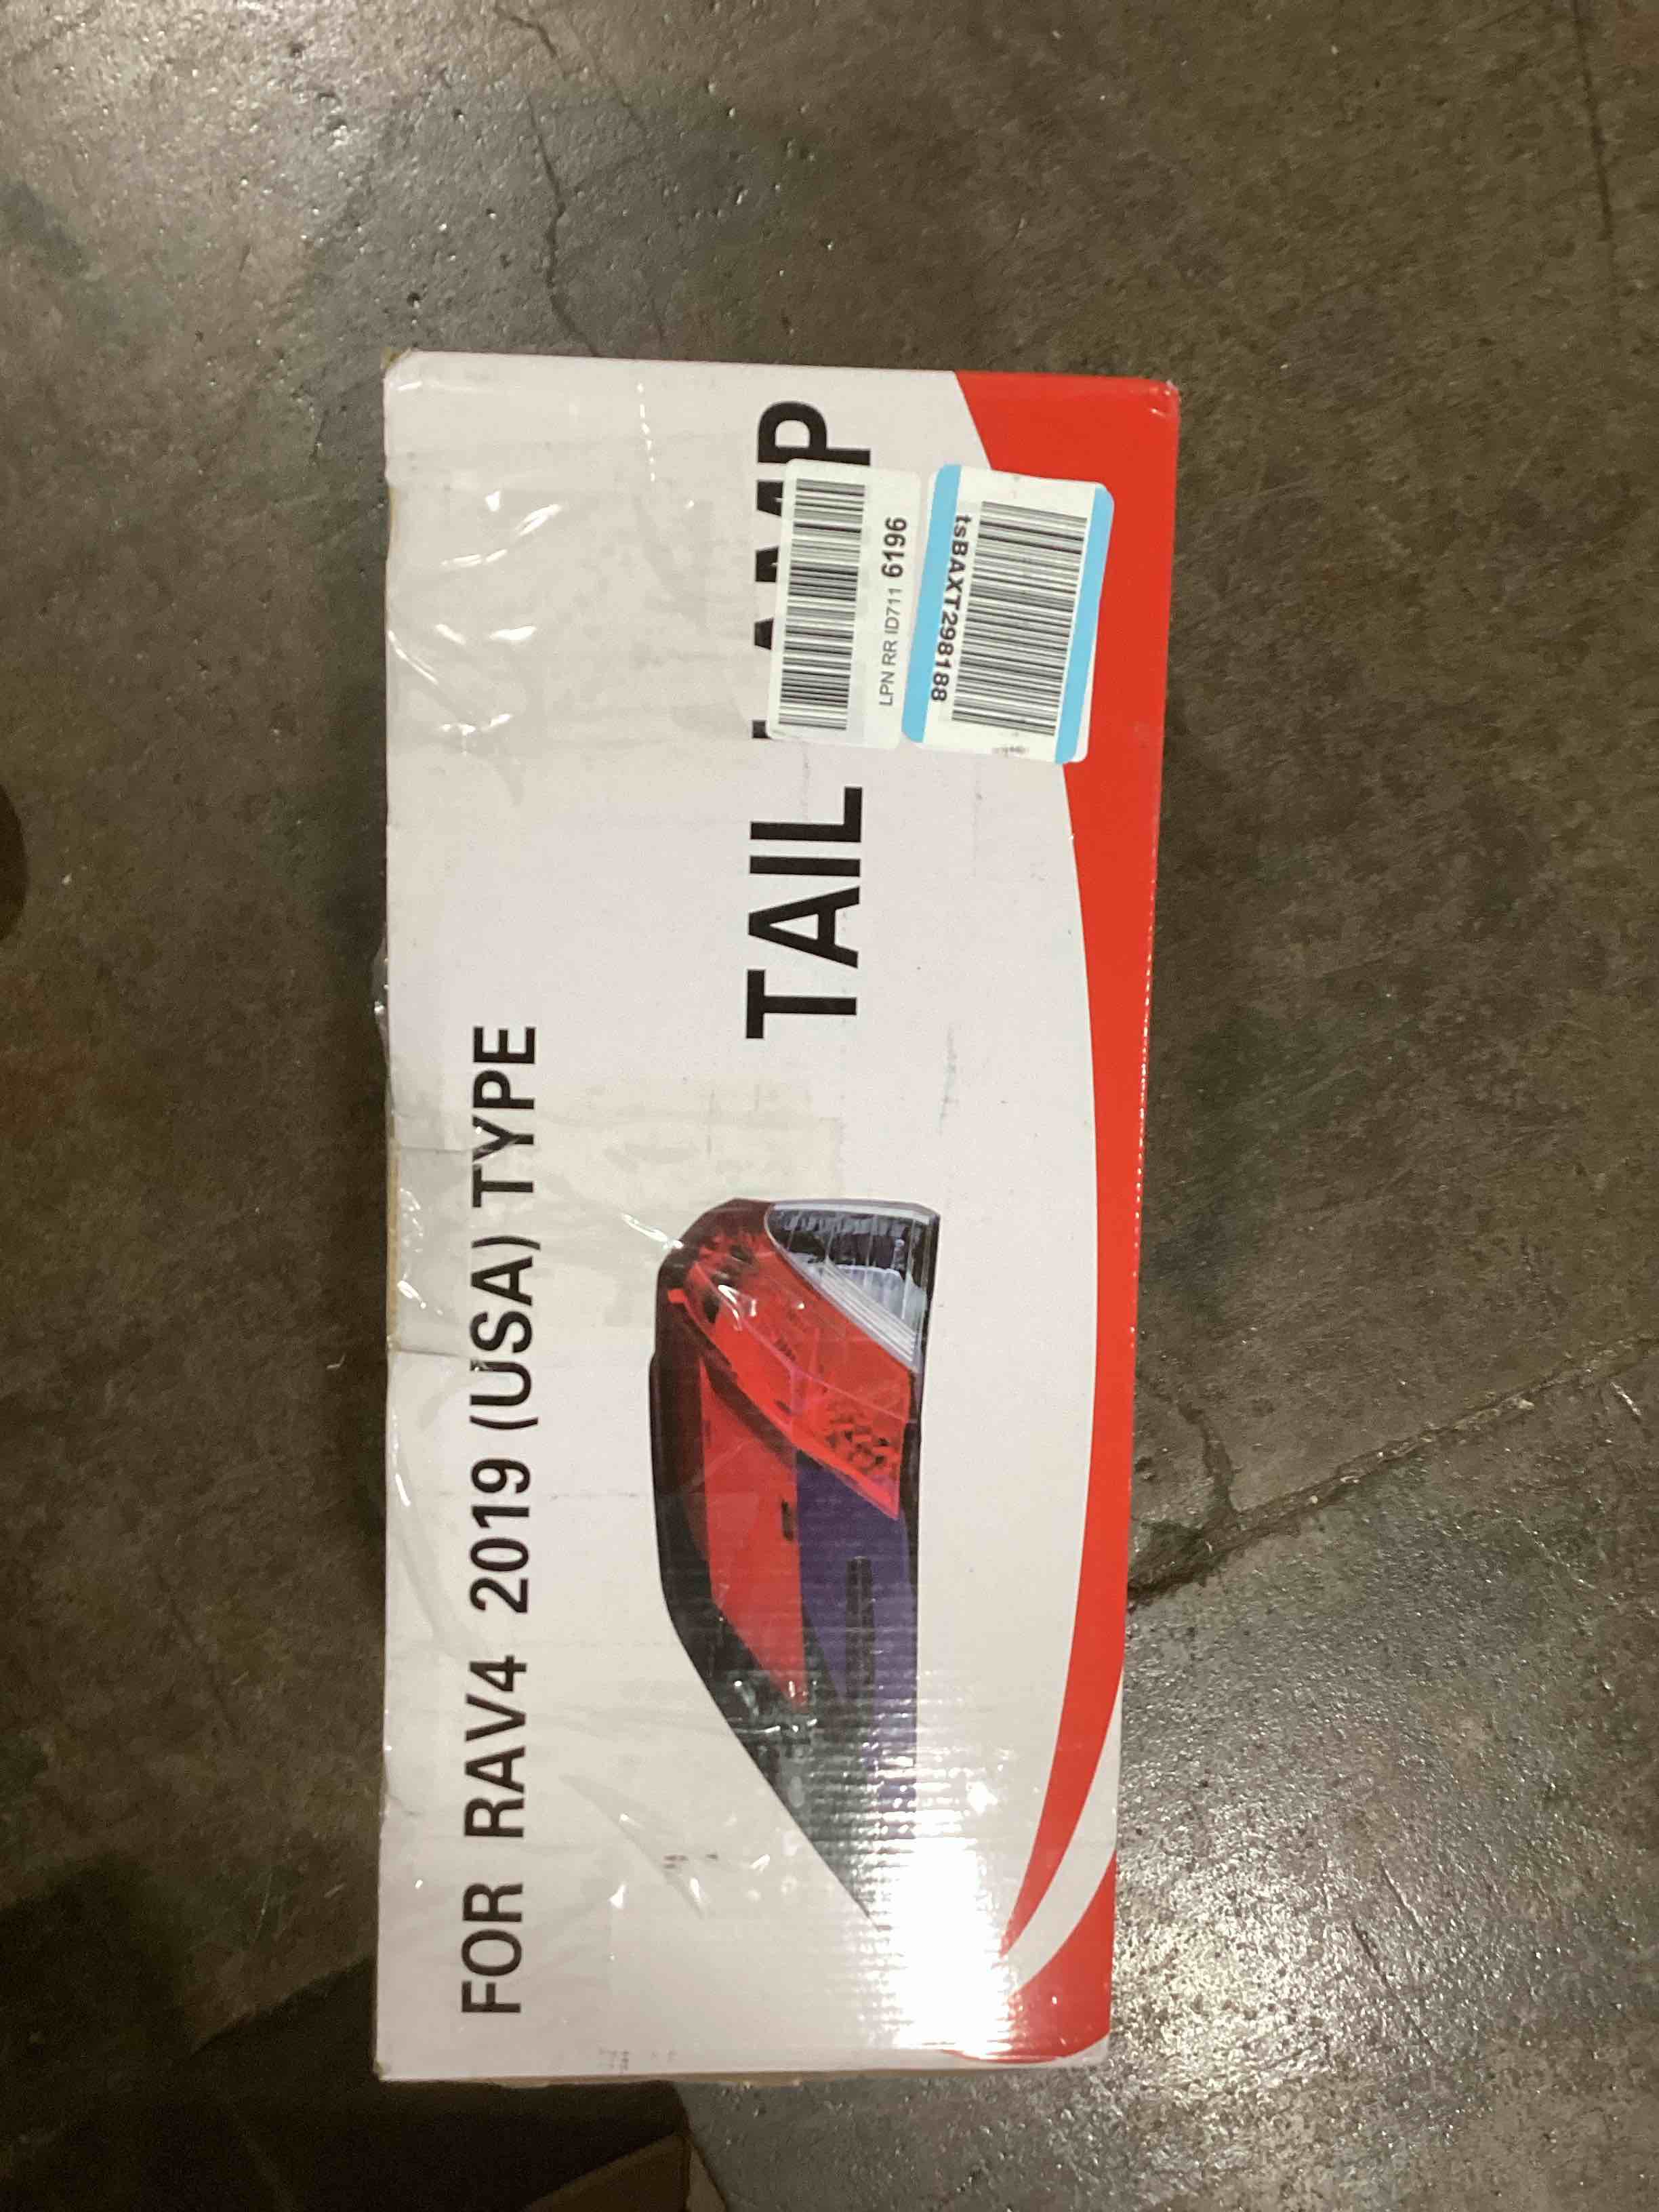 FOR RAV4 2019 (USA) TYPE
TAIL LAMP
LPN RR ID711 6196
tsBAXT298188